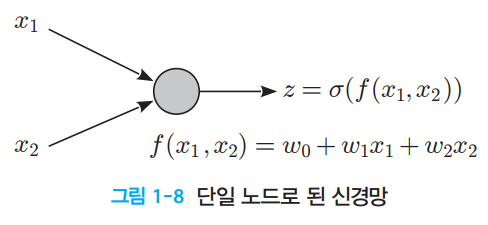 x₁
z = σ(f(x₁,x₂))
x₂
f(x₁,x₂) = w₀ + w₁x₁ + w₂x₂
그림 1-8 단일 노드로 된 신경망